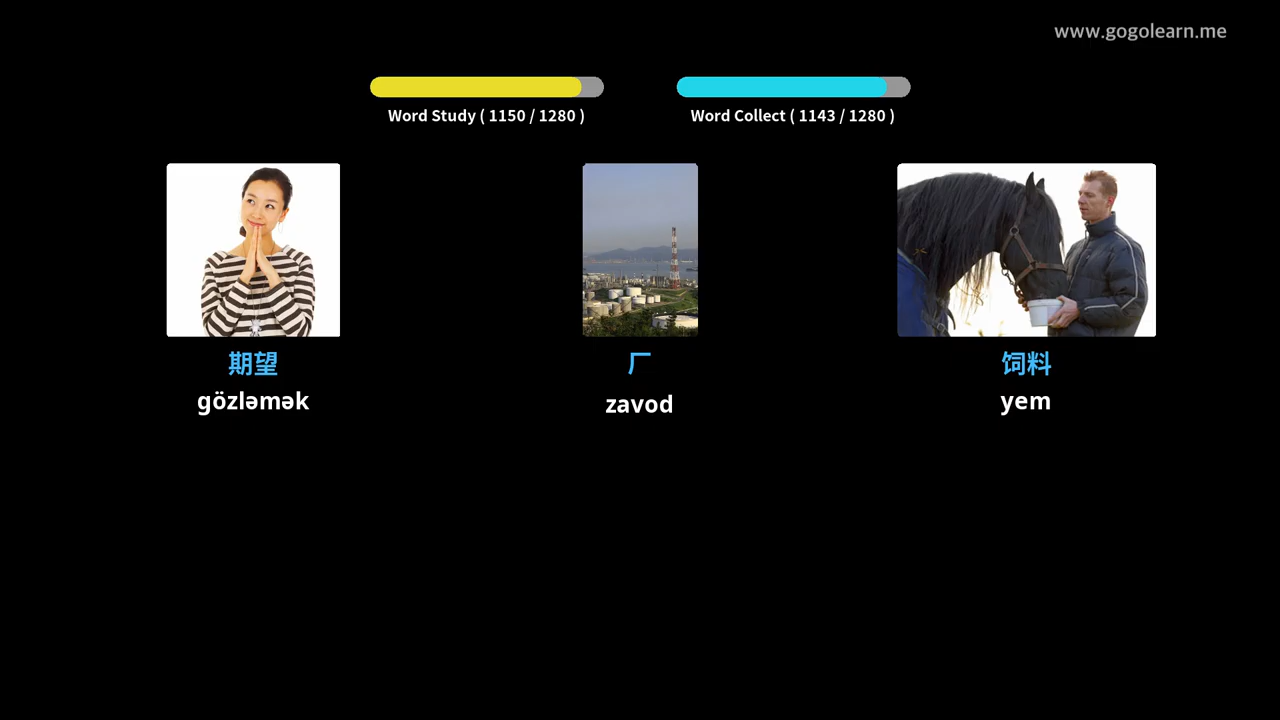 www.gogolearn.me
Word Study ( 1150 / 1280 )
Word Collect ( 1143 / 1280 )
期望
厂
饲料
gözləmək
zavod
yem